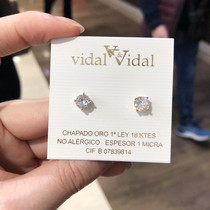 vidal V&V Vidal
CHAPADO ORO 1ª LEY 18 KTES
NO ALÉRGICO · ESPESOR 1 MICRA
CIF B 07839814